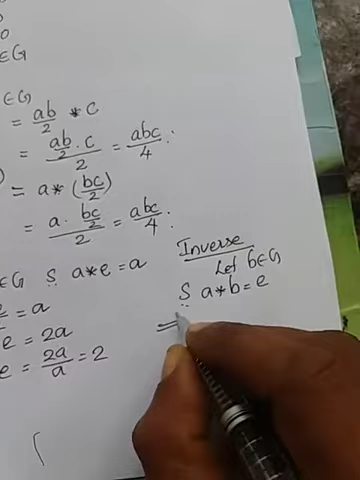 ∈G
∈G
= ab/2 * c
= (ab/2 · c)/2 = abc/4 :
) = a * (bc/2)
= (a · bc/2)/2 = abc/4 :
∈G S a*e = a
= a
e = 2a
e = 2a/a = 2
Inverse
Let b∈G
S a*b = e